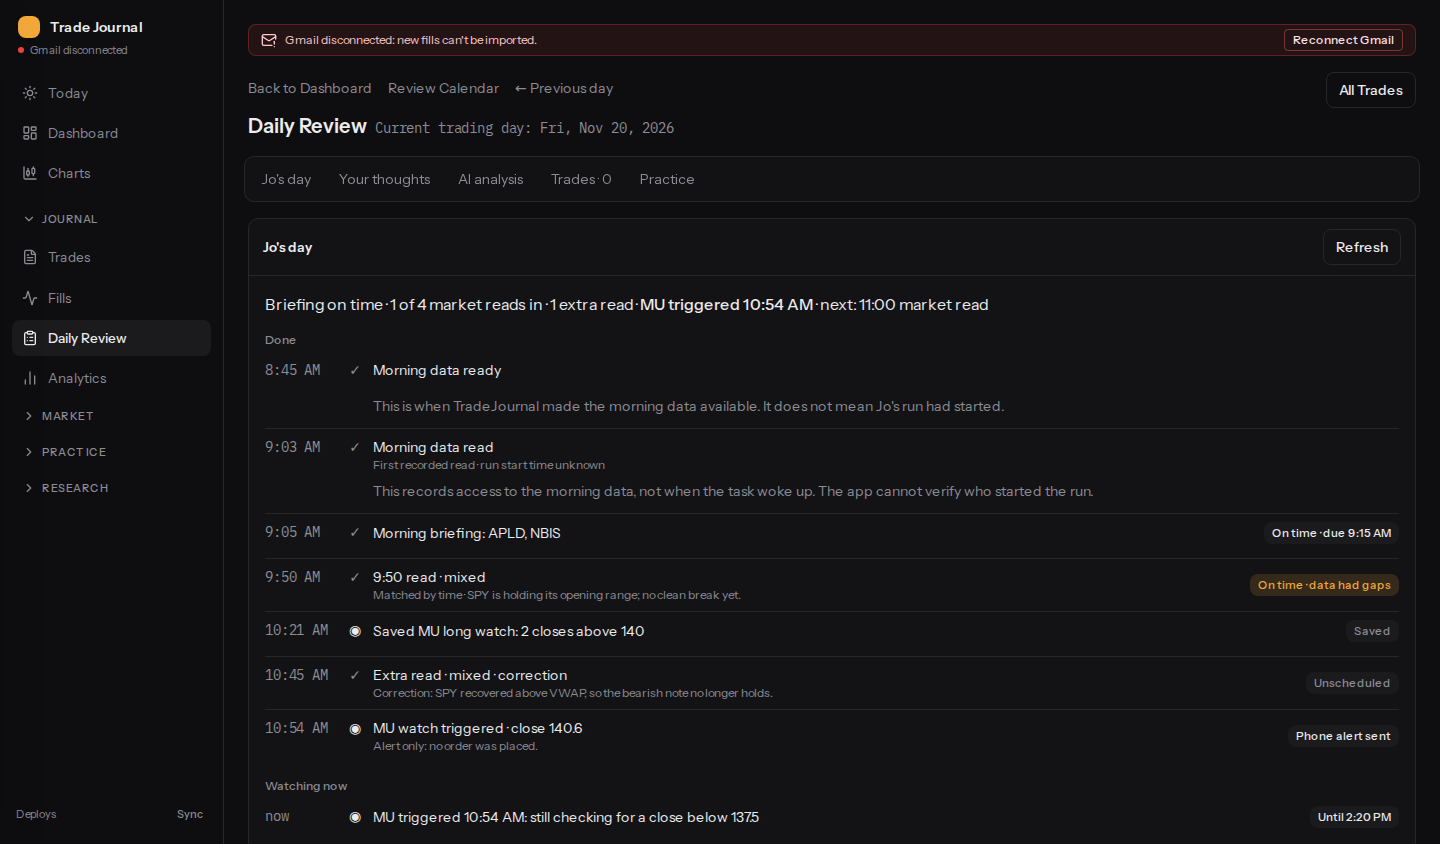 Trade Journal
Gmail disconnected
Today
Dashboard
Charts
JOURNAL
Trades
Fills
Daily Review
Analytics
MARKET
PRACTICE
RESEARCH
Deploys
Sync
Gmail disconnected: new fills can't be imported.
Reconnect Gmail
Back to Dashboard
Review Calendar
← Previous day
All Trades
Daily Review Current trading day: Fri, Nov 20, 2026
Jo's day
Your thoughts
AI analysis
Trades · 0
Practice
Jo's day
Refresh
Briefing on time · 1 of 4 market reads in · 1 extra read · MU triggered 10:54 AM · next: 11:00 market read
Done
8:45 AM ✓ Morning data ready
This is when TradeJournal made the morning data available. It does not mean Jo's run had started.
9:03 AM ✓ Morning data read
First recorded read · run start time unknown
This records access to the morning data, not when the task woke up. The app cannot verify who started the run.
9:05 AM ✓ Morning briefing: APLD, NBIS
On time · due 9:15 AM
9:50 AM ✓ 9:50 read · mixed
Matched by time · SPY is holding its opening range; no clean break yet.
On time · data had gaps
10:21 AM ◉ Saved MU long watch: 2 closes above 140
Saved
10:45 AM ✓ Extra read · mixed · correction
Correction: SPY recovered above VWAP, so the bearish note no longer holds.
Unscheduled
10:54 AM ◉ MU watch triggered · close 140.6
Alert only: no order was placed.
Phone alert sent
Watching now
now ◉ MU triggered 10:54 AM: still checking for a close below 137.5
Until 2:20 PM